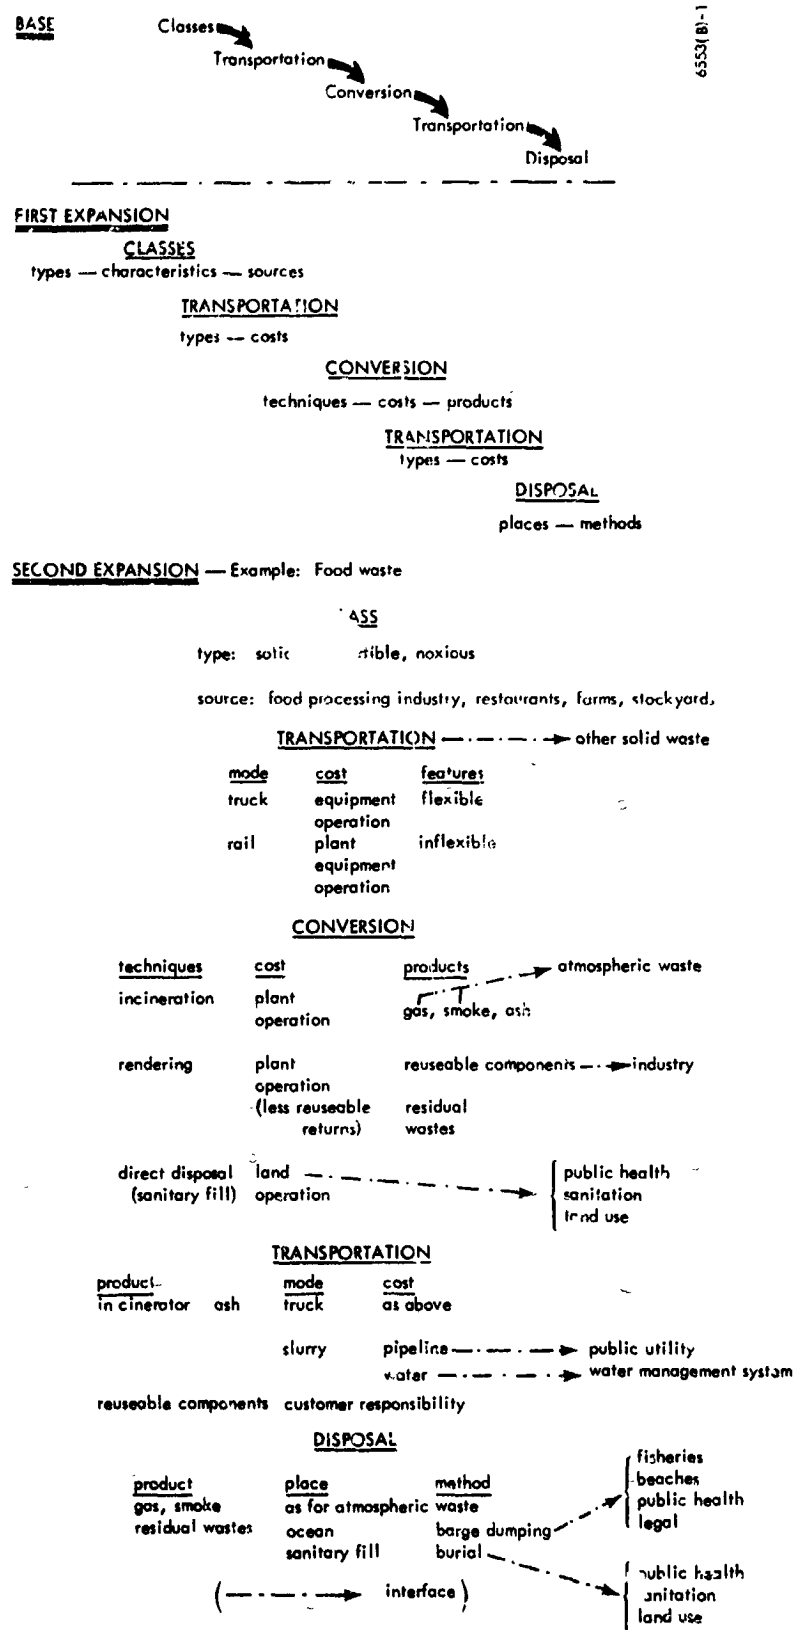 BASE
6553(B)-1
Classes
Transportation
Conversion
Transportation
Disposal
FIRST EXPANSION
CLASSES
types — characteristics — sources
TRANSPORTATION
types — costs
CONVERSION
techniques — costs — products
TRANSPORTATION
types — costs
DISPOSAL
places — methods
SECOND EXPANSION — Example: Food waste
type: noxious
source: food processing industry, restaurants, farms, stockyard
TRANSPORTATION other solid waste
mode cost features
truck equipment flexible
operation
rail plant inflexible
equipment
operation
CONVERSION
techniques cost products atmospheric waste
incineration plant gas, smoke, ash
operation
rendering plant reuseable components industry
operation
(less reuseable residual
returns) wastes
direct disposal land public health
(sanitary fill) operation sanitation
land use
TRANSPORTATION
product mode cost
incinerator ash truck as above
slurry pipeline public utility
water water management system
reuseable components customer responsibility
DISPOSAL
fisheries
product place method beaches
gas, smoke as for atmospheric waste public health
residual wastes ocean barge dumping legal
sanitary fill burial
public health
( interface ) sanitation
land use